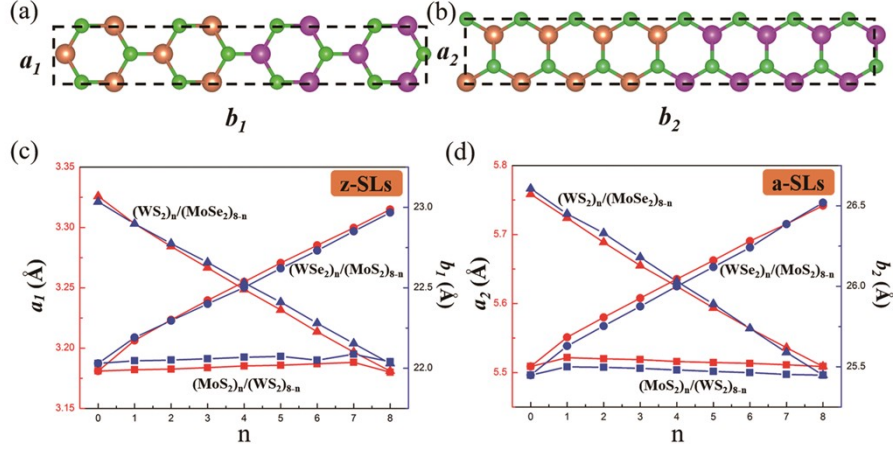 (a)
a₁
b₁
(b)
a₂
b₂
(c)
z-SLs
(WS₂)ₙ/(MoSe₂)₈₋ₙ
(WSe₂)ₙ/(MoS₂)₈₋ₙ
(MoS₂)ₙ/(WS₂)₈₋ₙ
3.35
3.30
3.25
3.20
3.15
a₁ (Å)
23.0
22.5
22.0
b₁ (Å)
0 1 2 3 4 5 6 7 8
n
(d)
a-SLs
(WS₂)ₙ/(MoSe₂)₈₋ₙ
(WSe₂)ₙ/(MoS₂)₈₋ₙ
(MoS₂)ₙ/(WS₂)₈₋ₙ
5.8
5.7
5.6
5.5
5.4
a₂ (Å)
26.5
26.0
25.5
b₂ (Å)
0 1 2 3 4 5 6 7 8
n